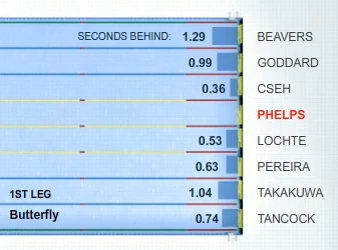 SECONDS BEHIND: 1.29 BEAVERS
0.99 GODDARD
0.36 CSEH
PHELPS
0.53 LOCHTE
0.63 PEREIRA
1ST LEG 1.04 TAKAKUWA
Butterfly 0.74 TANCOCK